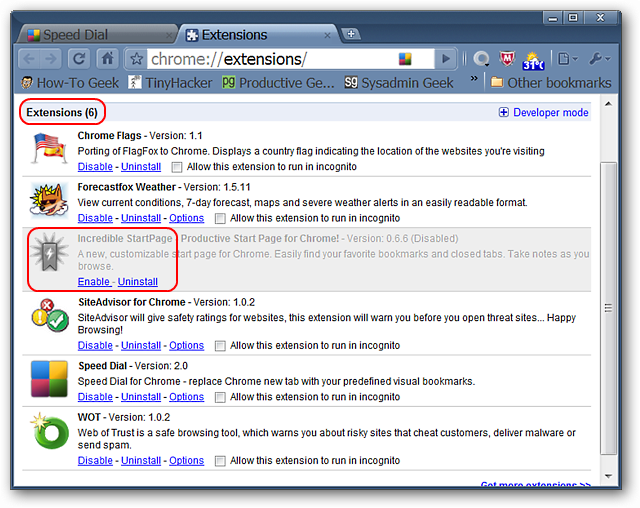 Speed Dial
Extensions
chrome://extensions/
31°C
How-To Geek
TinyHacker
pg Productive Ge...
sg Sysadmin Geek
»
Other bookmarks
Extensions (6)
Developer mode
Chrome Flags - Version: 1.1
Porting of FlagFox to Chrome. Displays a country flag indicating the location of the websites you're visiting
Disable - Uninstall Allow this extension to run in incognito
Forecastfox Weather - Version: 1.5.11
View current conditions, 7-day forecast, maps and severe weather alerts in an easily readable format.
Disable - Uninstall - Options Allow this extension to run in incognito
Incredible StartPage - Productive Start Page for Chrome! - Version: 0.6.6 (Disabled)
A new, customizable start page for Chrome. Easily find your favorite bookmarks and closed tabs. Take notes as you
browse.
Enable - Uninstall
SiteAdvisor for Chrome - Version: 1.0.2
SiteAdvisor will give safety ratings for websites, this extension will warn you before you open threat sites... Happy
Browsing!
Disable - Uninstall - Options Allow this extension to run in incognito
Speed Dial - Version: 2.0
Speed Dial for Chrome - replace Chrome new tab with your predefined visual bookmarks.
Disable - Uninstall - Options Allow this extension to run in incognito
WOT - Version: 1.0.2
Web of Trust is a safe browsing tool, which warns you about risky sites that cheat customers, deliver malware or
send spam.
Disable - Uninstall - Options Allow this extension to run in incognito
Get more extensions >>